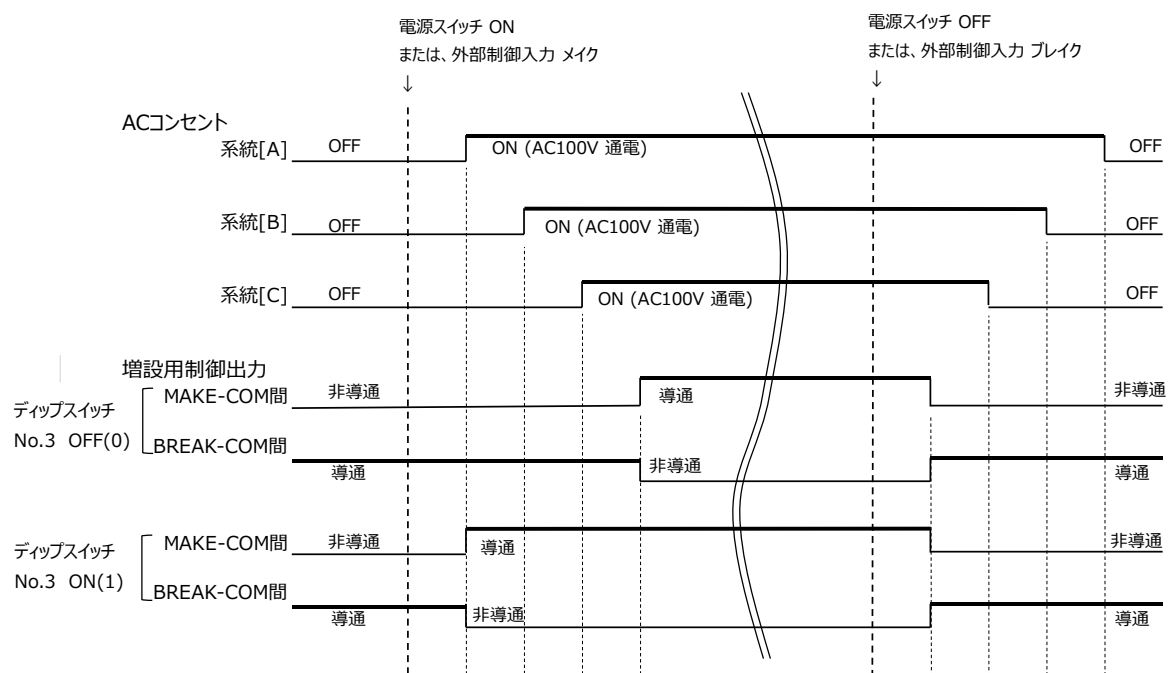 電源スイッチ ON
または、外部制御入力 メイク
↓
電源スイッチ OFF
または、外部制御入力 ブレイク
↓
ACコンセント
系統[A] OFF ON (AC100V 通電) OFF
系統[B] OFF ON (AC100V 通電) OFF
系統[C] OFF ON (AC100V 通電) OFF
増設用制御出力
ディップスイッチ
No.3 OFF(0)
MAKE-COM間 非導通 導通 非導通
BREAK-COM間 導通 非導通 導通
ディップスイッチ
No.3 ON(1)
MAKE-COM間 非導通 導通 非導通
BREAK-COM間 導通 非導通 導通